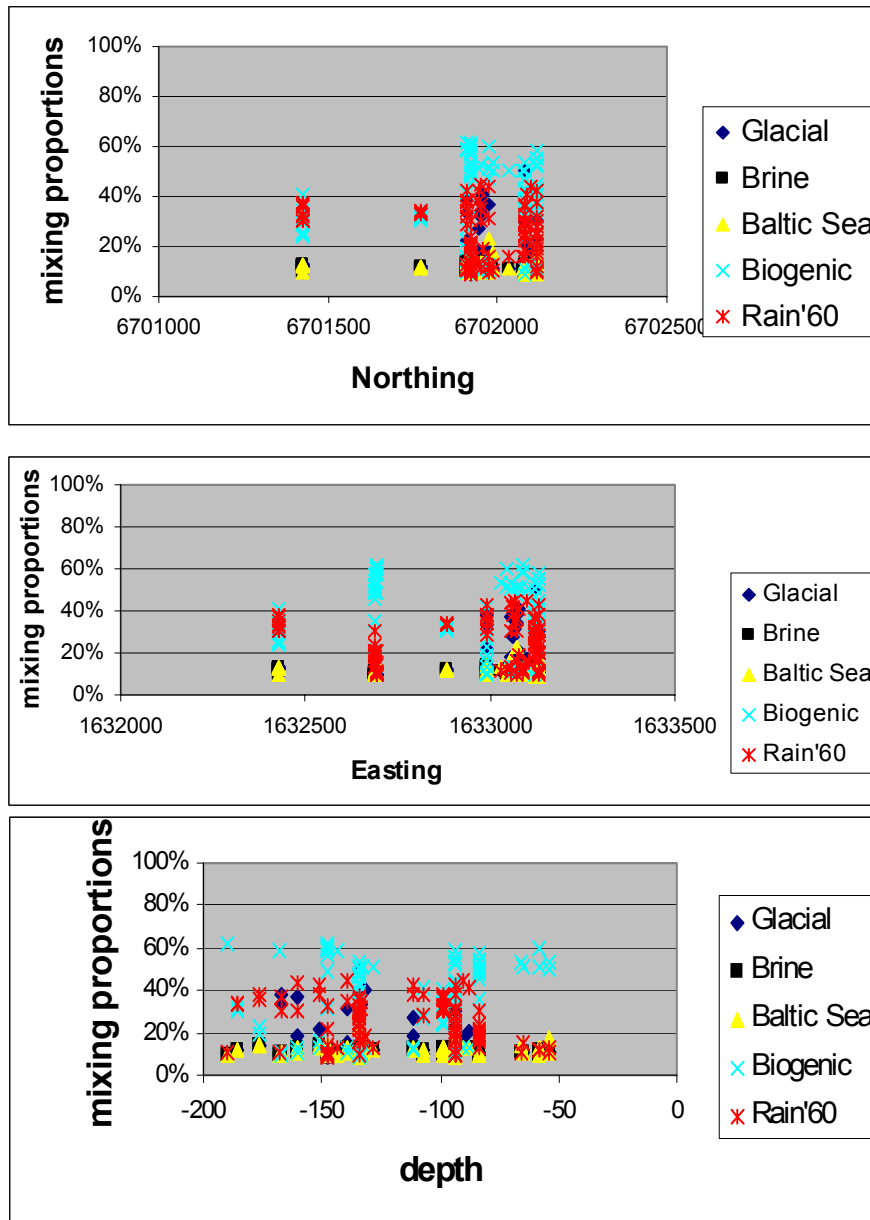 mixing proportions
100%
80%
60%
40%
20%
0%
6701000 6701500 6702000 6702500
Northing
Glacial
Brine
Baltic Sea
Biogenic
Rain'60
mixing proportions
100%
80%
60%
40%
20%
0%
1632000 1632500 1633000 1633500
Easting
Glacial
Brine
Baltic Sea
Biogenic
Rain'60
mixing proportions
100%
80%
60%
40%
20%
0%
-200 -150 -100 -50 0
depth
Glacial
Brine
Baltic Sea
Biogenic
Rain'60